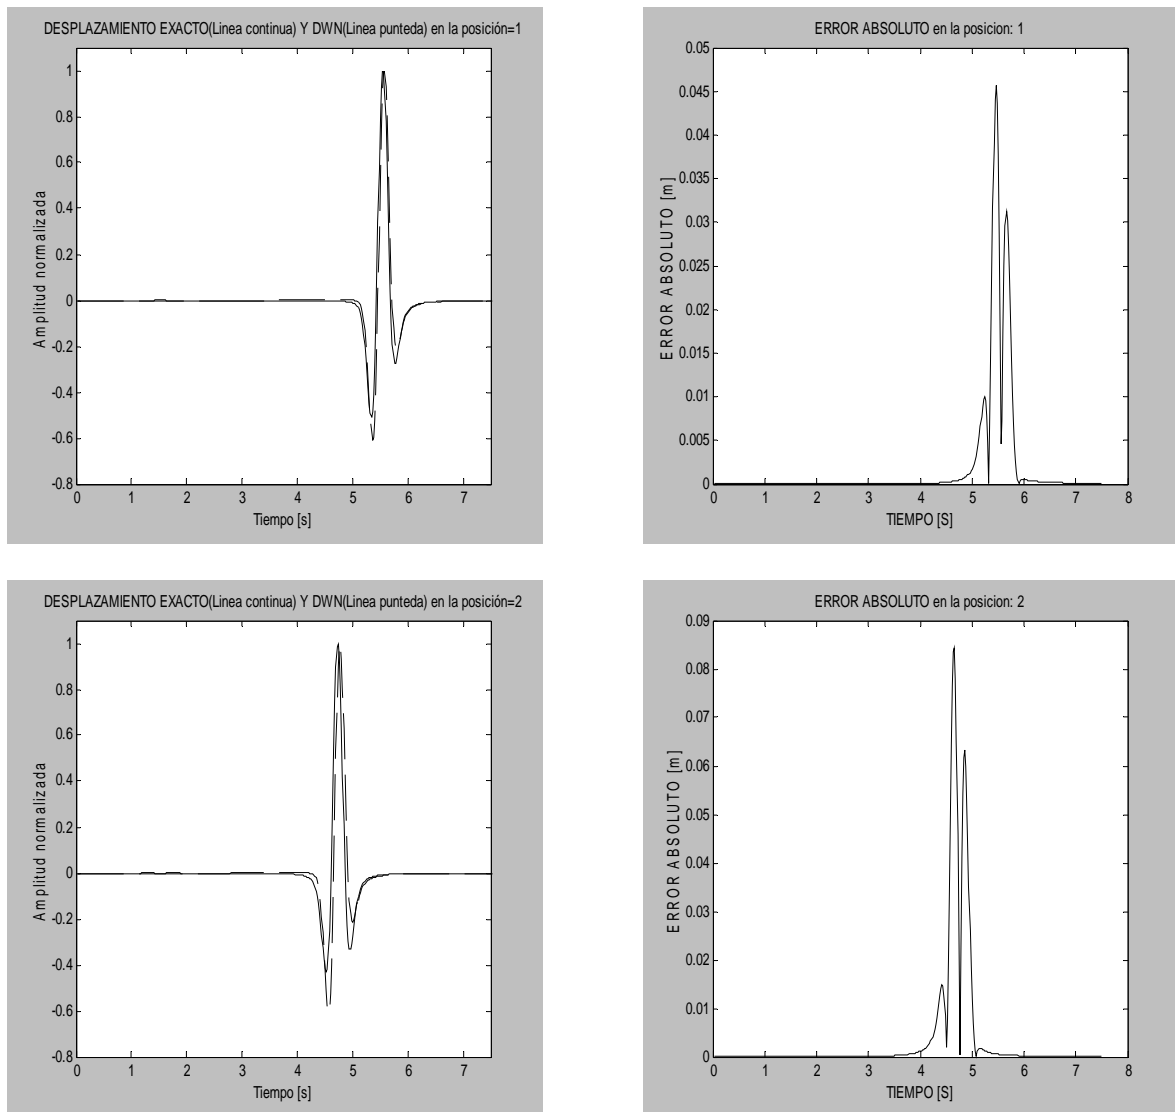 DESPLAZAMIENTO EXACTO(Linea continua) Y DWN(Linea punteda) en la posición=1
Amplitud normalizada
1
0.8
0.6
0.4
0.2
0
-0.2
-0.4
-0.6
-0.8
0 1 2 3 4 5 6 7
Tiempo [s]
ERROR ABSOLUTO en la posicion: 1
ERROR ABSOLUTO [m]
0.05
0.045
0.04
0.035
0.03
0.025
0.02
0.015
0.01
0.005
0
0 1 2 3 4 5 6 7 8
TIEMPO [S]
DESPLAZAMIENTO EXACTO(Linea continua) Y DWN(Linea punteda) en la posición=2
Amplitud normalizada
1
0.8
0.6
0.4
0.2
0
-0.2
-0.4
-0.6
-0.8
0 1 2 3 4 5 6 7
Tiempo [s]
ERROR ABSOLUTO en la posicion: 2
ERROR ABSOLUTO [m]
0.09
0.08
0.07
0.06
0.05
0.04
0.03
0.02
0.01
0
0 1 2 3 4 5 6 7 8
TIEMPO [S]